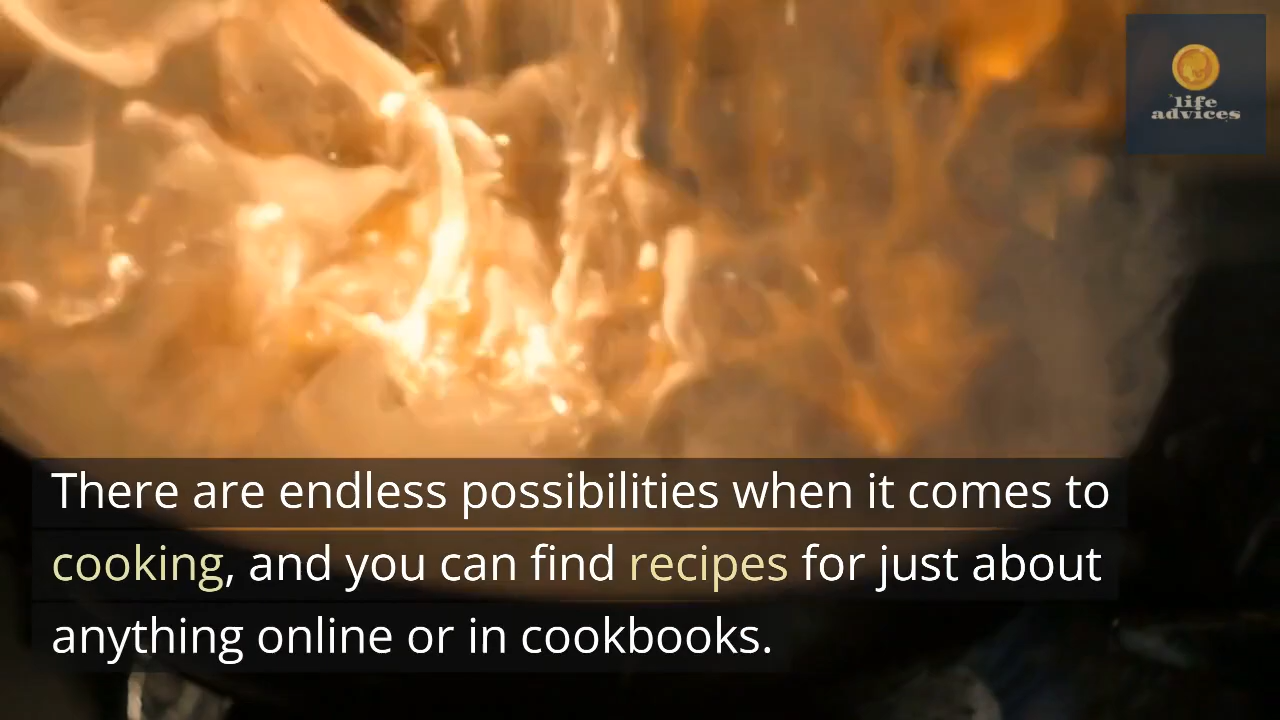 'life
advices
There are endless possibilities when it comes to
cooking, and you can find recipes for just about
anything online or in cookbooks.